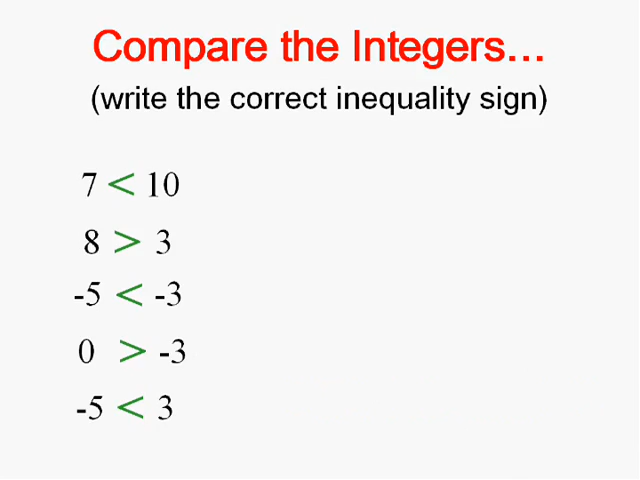 Compare the Integers...
(write the correct inequality sign)
7 < 10
8 > 3
-5 < -3
0 > -3
-5 < 3